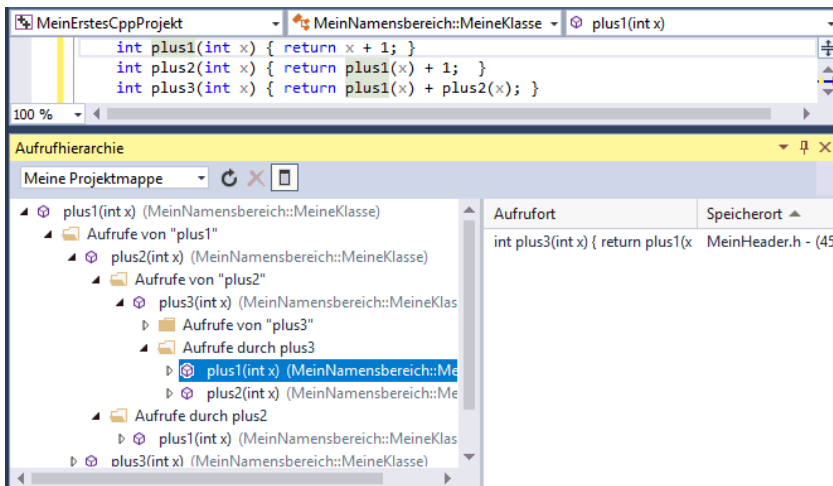 MeinErstesCppProjekt MeinNamensbereich::MeineKlasse plus1(int x)
int plus1(int x) { return x + 1; }
int plus2(int x) { return plus1(x) + 1;  }
int plus3(int x) { return plus1(x) + plus2(x); }
100 %
Aufrufhierarchie
Meine Projektmappe
plus1(int x) (MeinNamensbereich::MeineKlasse)
Aufrufe von "plus1"
plus2(int x) (MeinNamensbereich::MeineKlasse)
Aufrufe von "plus2"
plus3(int x) (MeinNamensbereich::MeineKlas
Aufrufe von "plus3"
Aufrufe durch plus3
plus1(int x) (MeinNamensbereich::Me
plus2(int x) (MeinNamensbereich::Me
Aufrufe durch plus2
plus1(int x) (MeinNamensbereich::MeineKlas
plus3(int x) (MeinNamensbereich::MeineKlasse)
Aufrufort Speicherort
int plus3(int x) { return plus1(x MeinHeader.h - (45